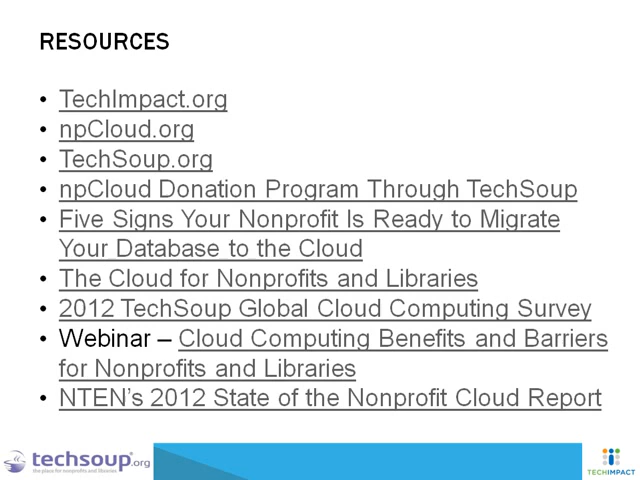 RESOURCES
• TechImpact.org
• npCloud.org
• TechSoup.org
• npCloud Donation Program Through TechSoup
• Five Signs Your Nonprofit Is Ready to Migrate
Your Database to the Cloud
• The Cloud for Nonprofits and Libraries
• 2012 TechSoup Global Cloud Computing Survey
• Webinar – Cloud Computing Benefits and Barriers
for Nonprofits and Libraries
• NTEN’s 2012 State of the Nonprofit Cloud Report
techsoup.org
the place for nonprofits and libraries
TECHIMPACT